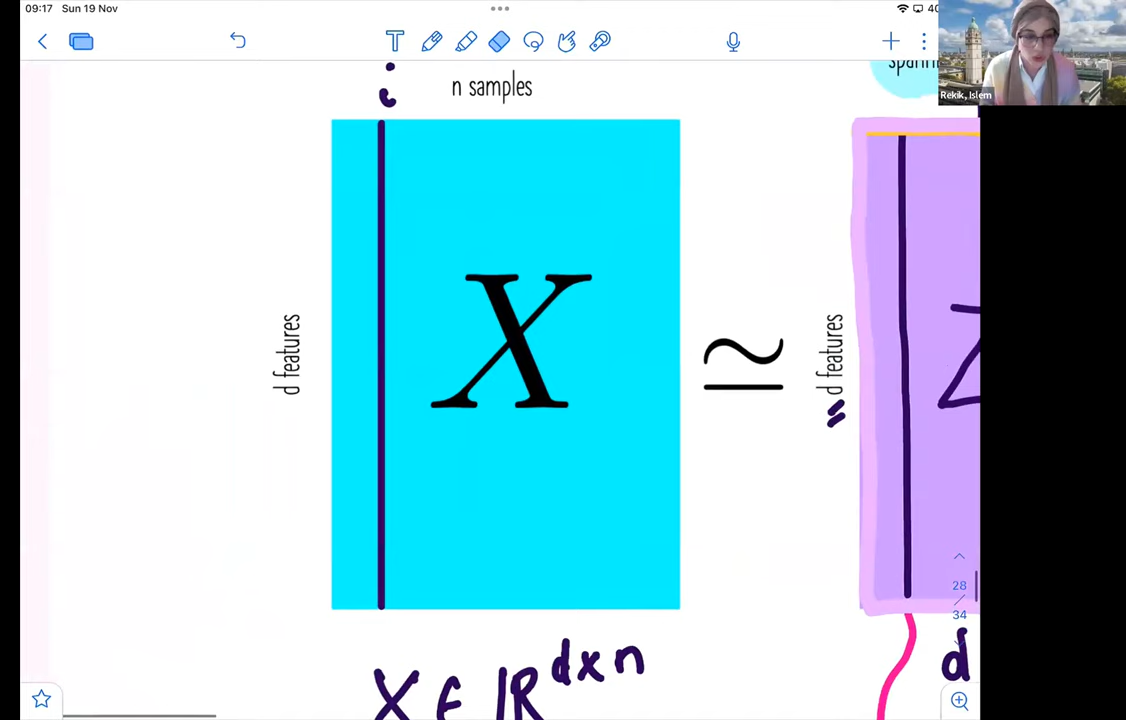 09:17 Sun 19 Nov
Rekik, Islem
n samples
d features
X
≅
d features
Z
28
34
X ∈ ℝ^{d×n}
d